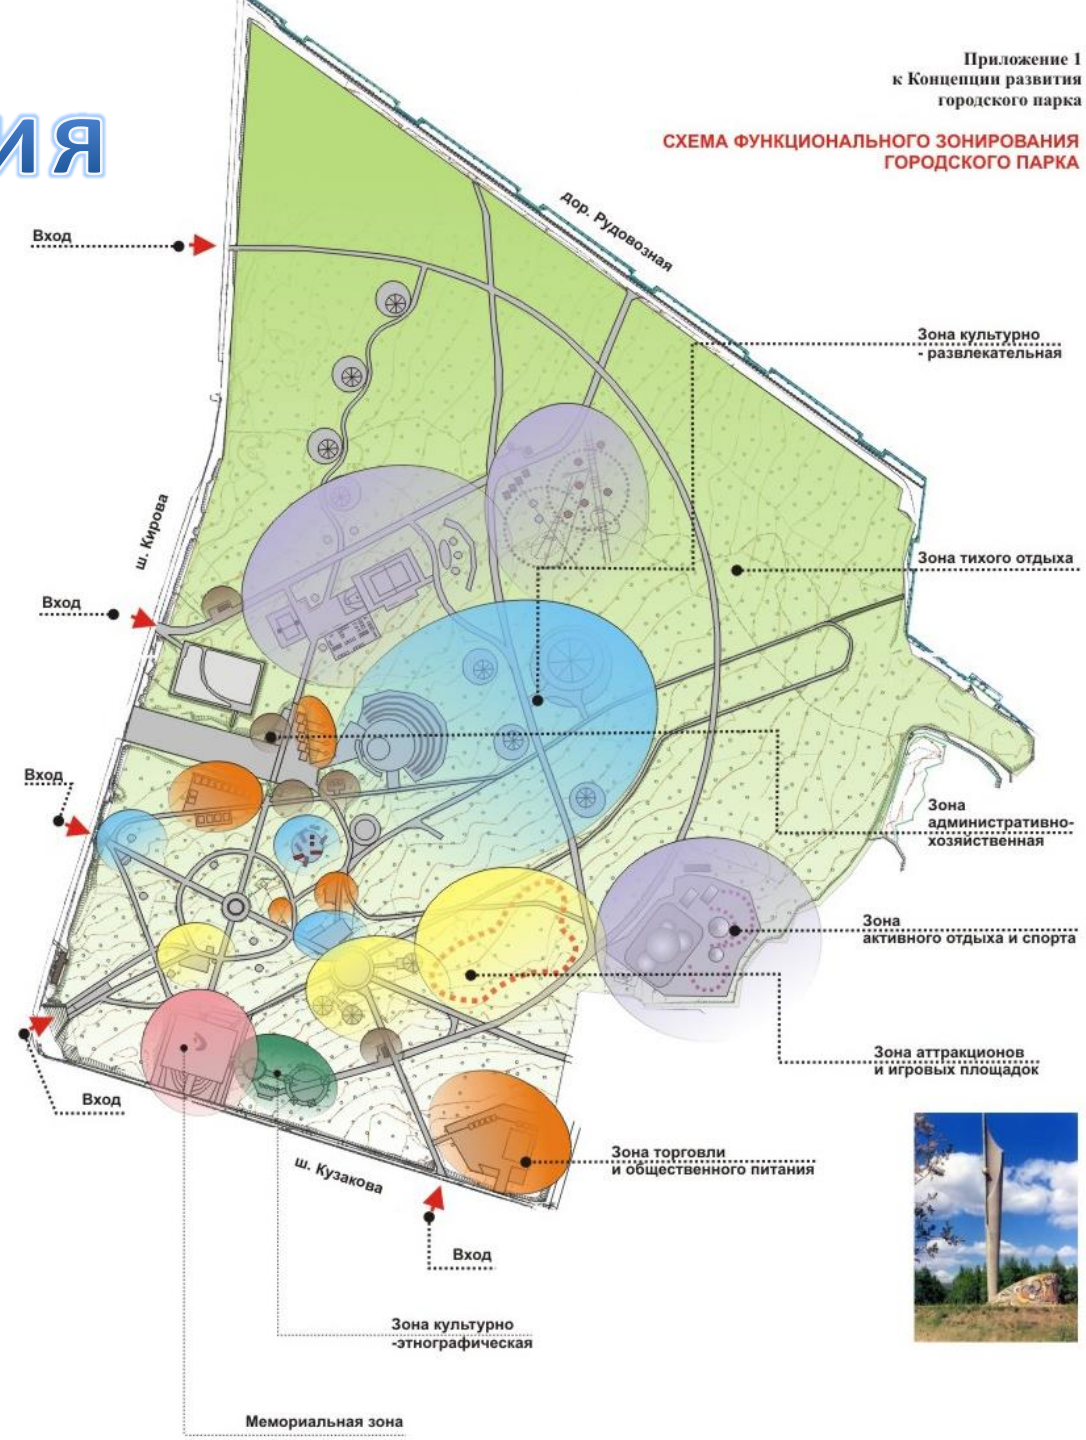 Приложение 1
к Концепции развития
городского парка
СХЕМА ФУНКЦИОНАЛЬНОГО ЗОНИРОВАНИЯ
ГОРОДСКОГО ПАРКА
ИЯ
дор. Рудовозная
Вход
Зона культурно
- развлекательная
ш. Кирова
Зона тихого отдыха
Вход
Вход
Зона
административно-
хозяйственная
Зона
активного отдыха и спорта
Зона аттракционов
и игровых площадок
Вход
Зона торговли
и общественного питания
ш. Кузакова
Вход
Зона культурно
-этнографическая
Мемориальная зона